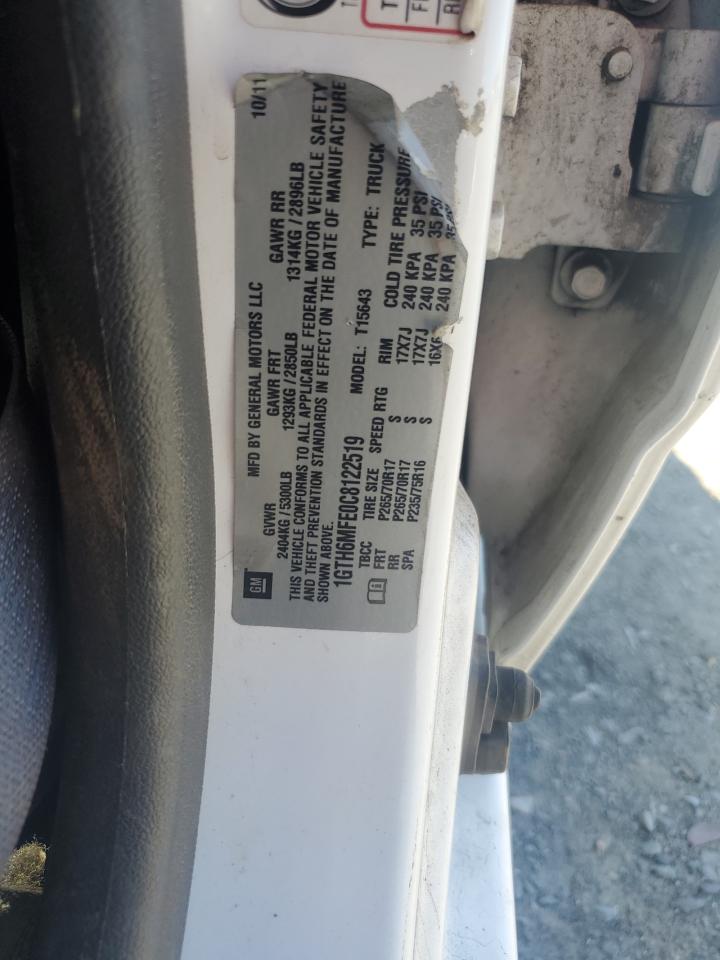 MFD BY GENERAL MOTORS LLC 10/11
GVWR GAWR FRT GAWR RR
2404KG / 5300LB 1293KG / 2850LB 1314KG / 2896LB
THIS VEHICLE CONFORMS TO ALL APPLICABLE FEDERAL MOTOR VEHICLE SAFETY
AND THEFT PREVENTION STANDARDS IN EFFECT ON THE DATE OF MANUFACTURE
SHOWN ABOVE.
1GTH6MFE0C8122519 MODEL: T15643 TYPE: TRUCK
TBCC TIRE SIZE SPEED RTG RIM COLD TIRE PRESSURE
FRT P265/70R17 S 17X7J 240 KPA 35 PSI
RR P265/70R17 S 17X7J 240 KPA 35 PSI
SPA P235/75R16 S 16X6 240 KPA 35
GM